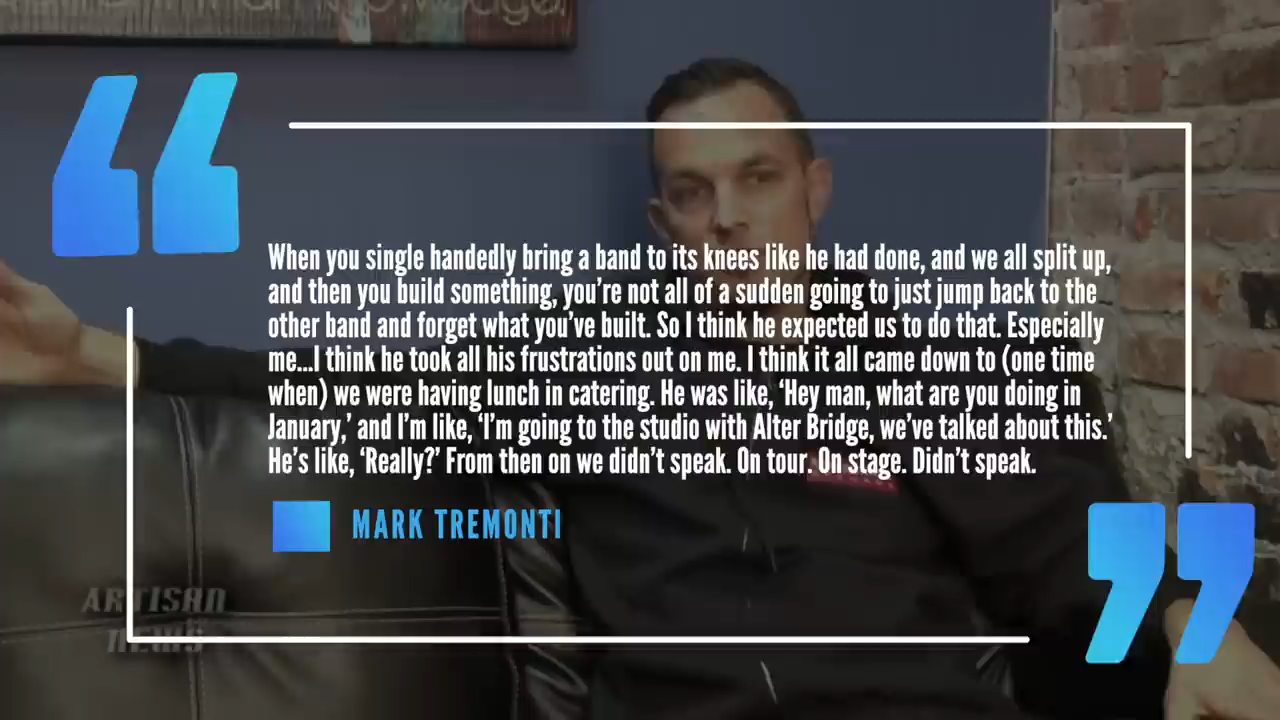 When you single handedly bring a band to its knees like he had done, and we all split up,
and then you build something, you're not all of a sudden going to just jump back to the
other band and forget what you've built. So I think he expected us to do that. Especially
me...I think he took all his frustrations out on me. I think it all came down to (one time
when) we were having lunch in catering. He was like, ‘Hey man, what are you doing in
January,’ and I'm like, ‘I'm going to the studio with Alter Bridge, we've talked about this.’
He's like, ‘Really?’ From then on we didn't speak. On tour. On stage. Didn't speak.
MARK TREMONTI
ARTISAN
NEWS